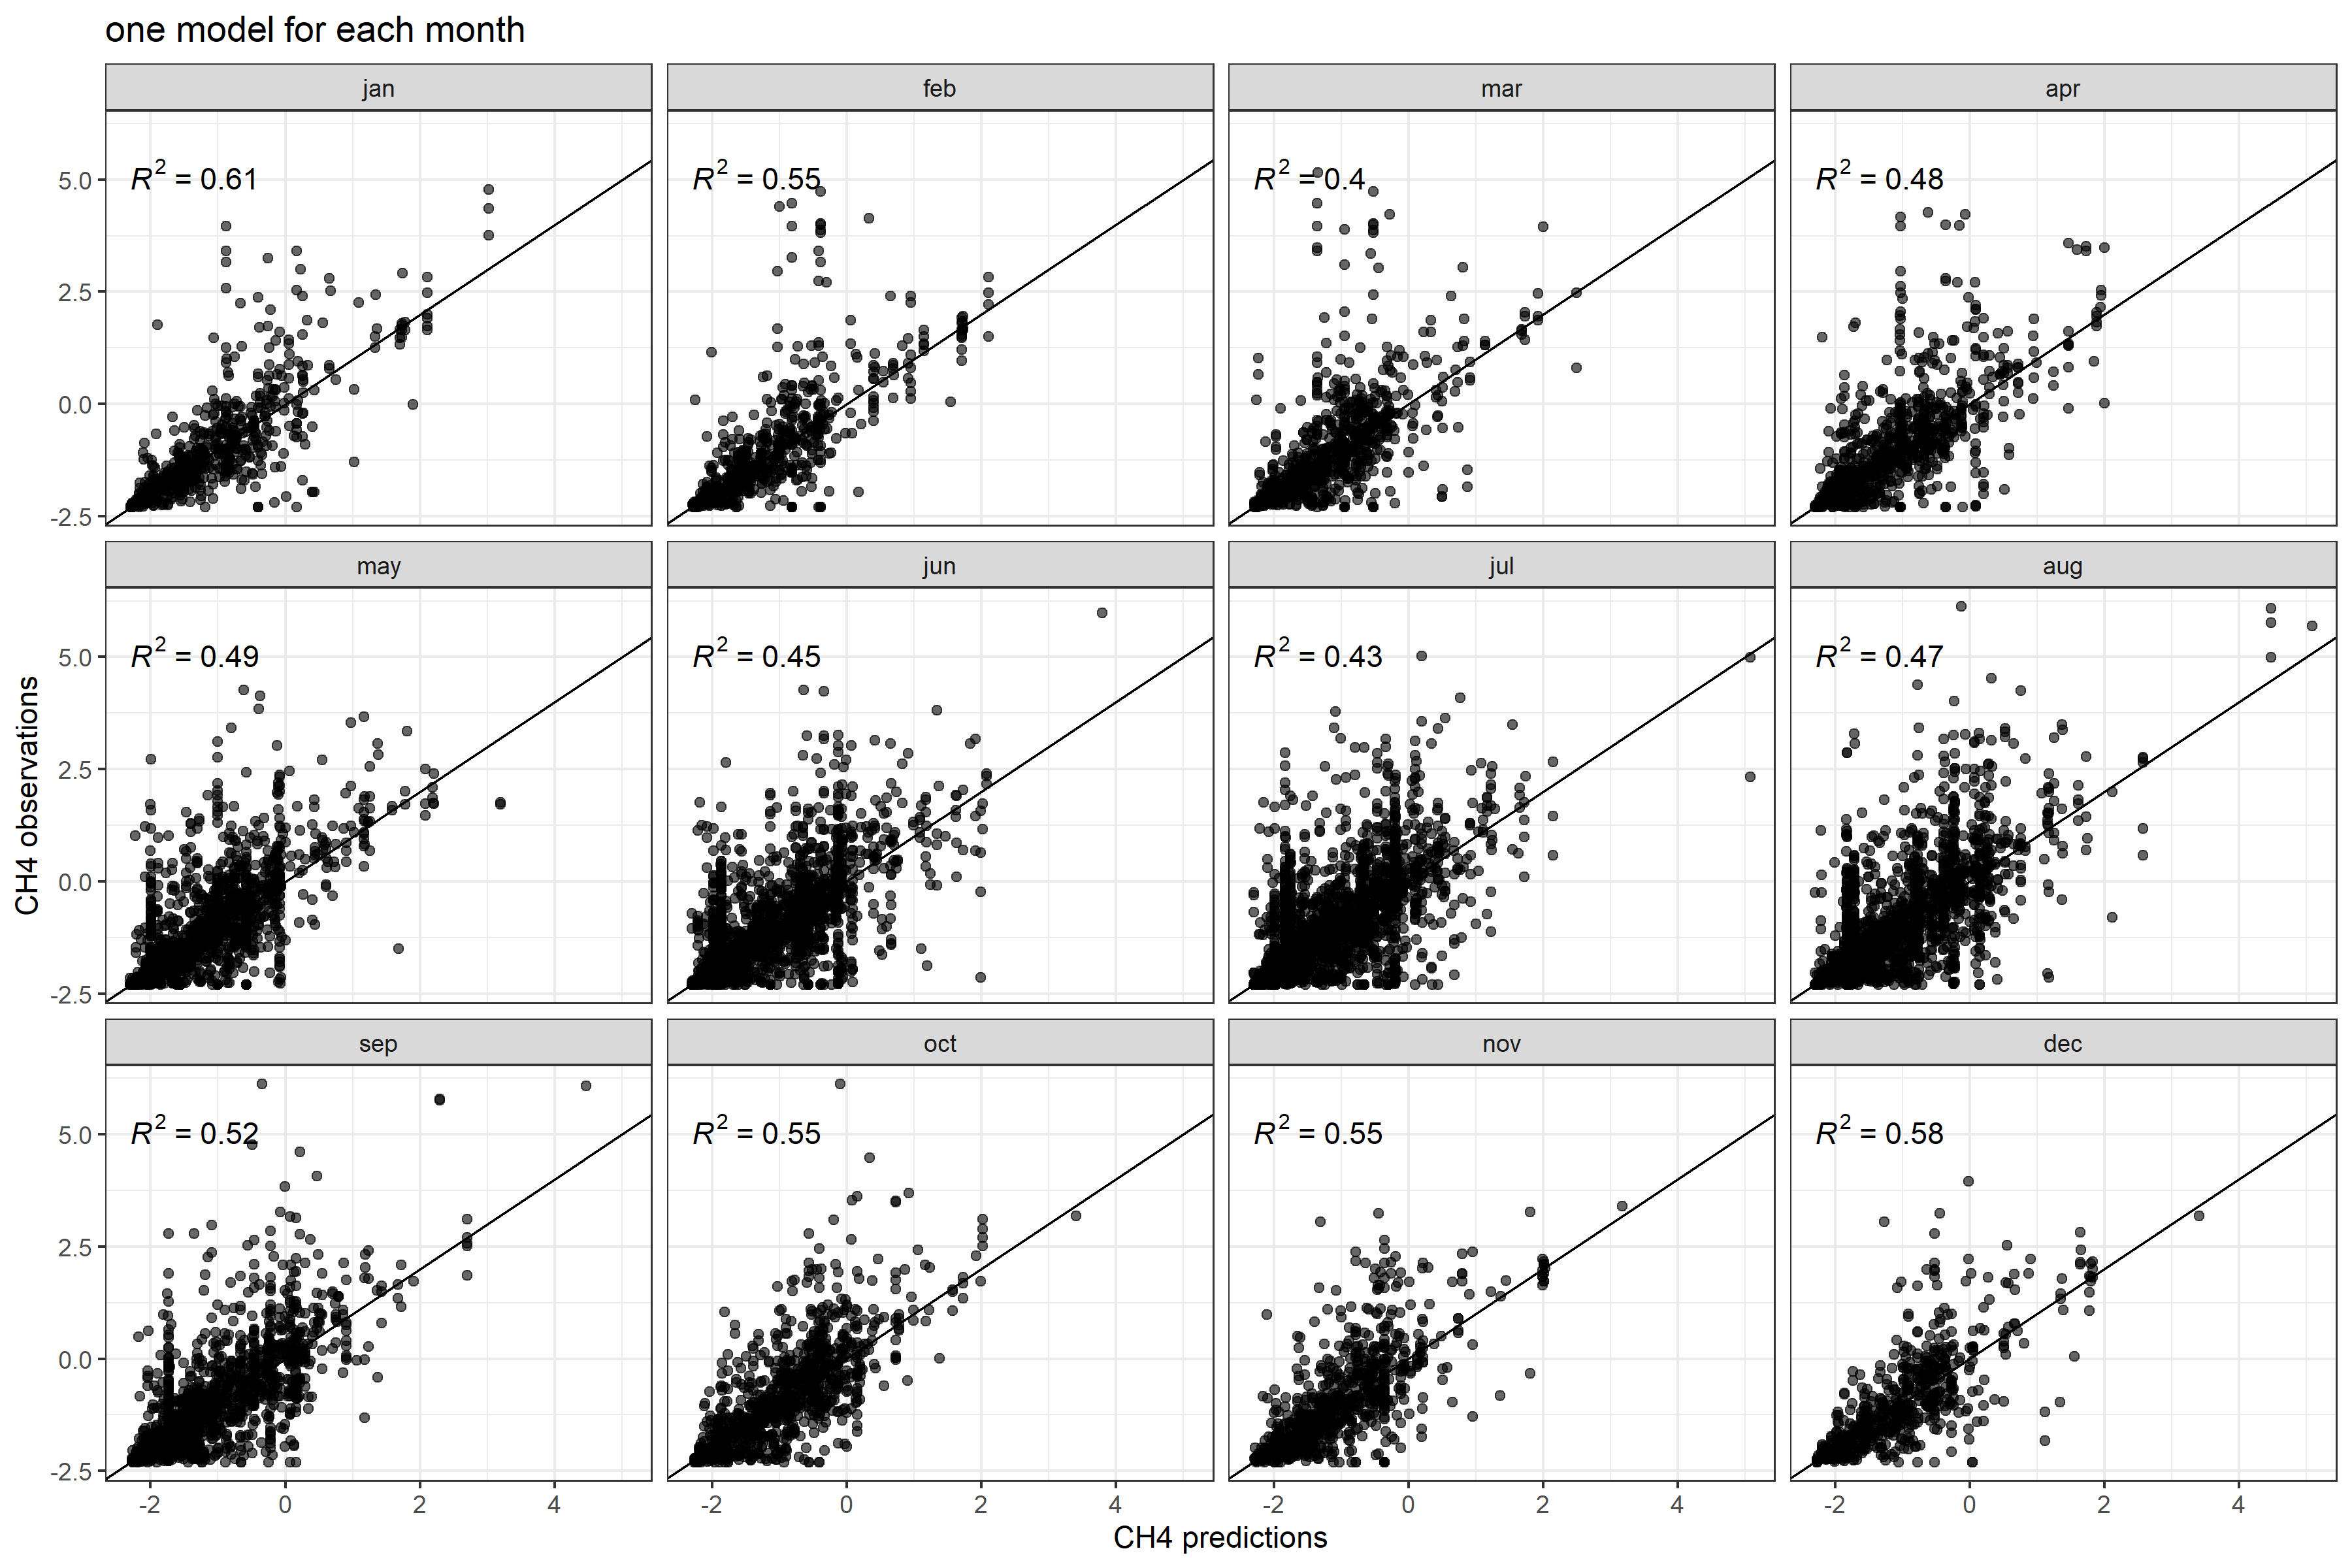 one model for each month
jan feb mar apr
R² = 0.61 R² = 0.55 R² = 0.4 R² = 0.48
5.0
2.5
0.0
-2.5
may jun jul aug
R² = 0.49 R² = 0.45 R² = 0.43 R² = 0.47
5.0
2.5
0.0
-2.5
CH4 observations
sep oct nov dec
R² = 0.52 R² = 0.55 R² = 0.55 R² = 0.58
5.0
2.5
0.0
-2.5
-2 0 2 4 -2 0 2 4 -2 0 2 4 -2 0 2 4
CH4 predictions